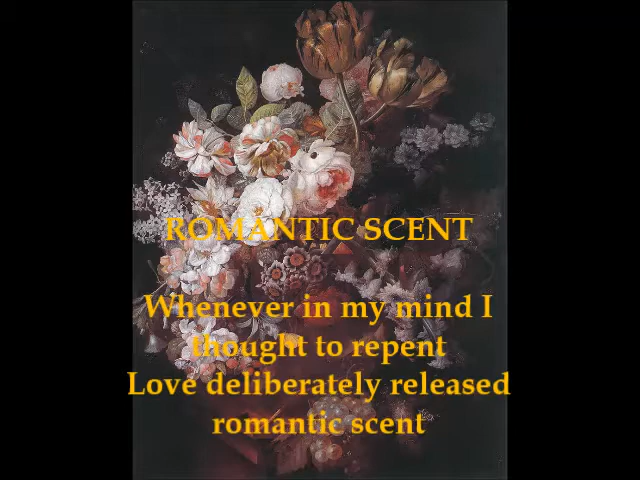 ROMANTIC SCENT
Whenever in my mind I
thought to repent
Love deliberately released
romantic scent